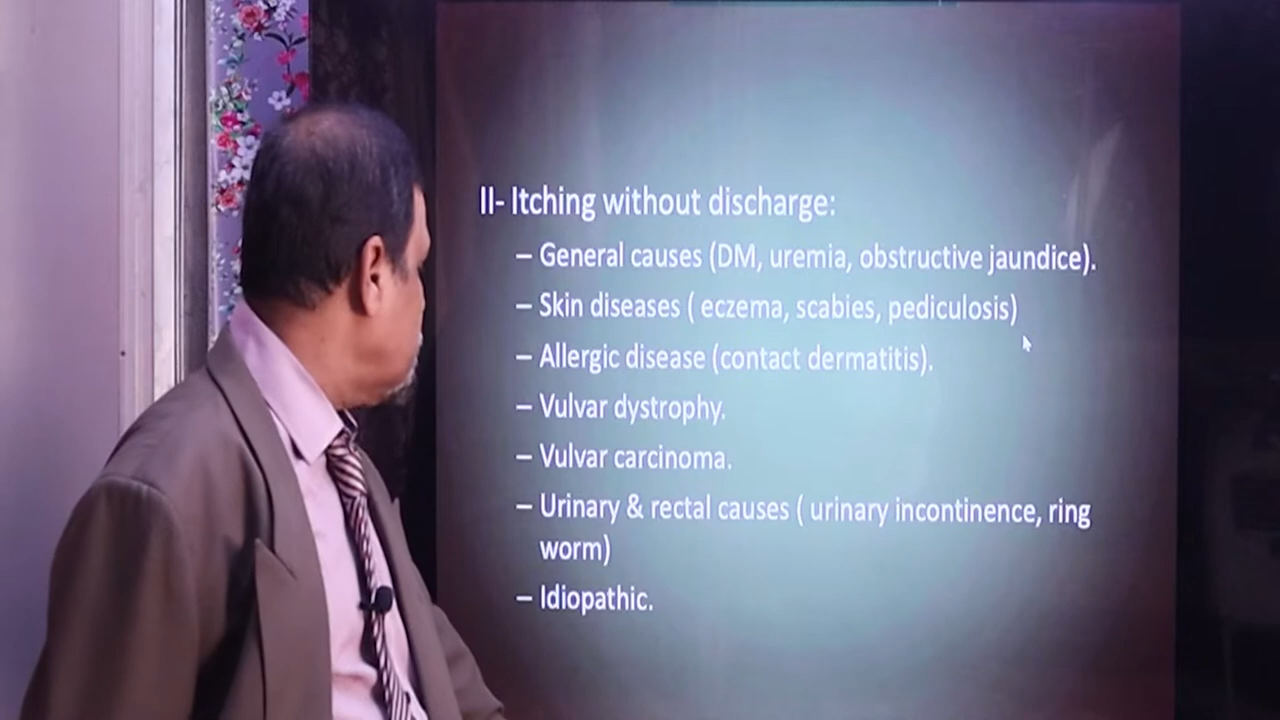 II- Itching without discharge:
– General causes (DM, uremia, obstructive jaundice).
– Skin diseases ( eczema, scabies, pediculosis)
– Allergic disease (contact dermatitis).
– Vulvar dystrophy.
– Vulvar carcinoma.
– Urinary & rectal causes ( urinary incontinence, ring
worm)
– Idiopathic.